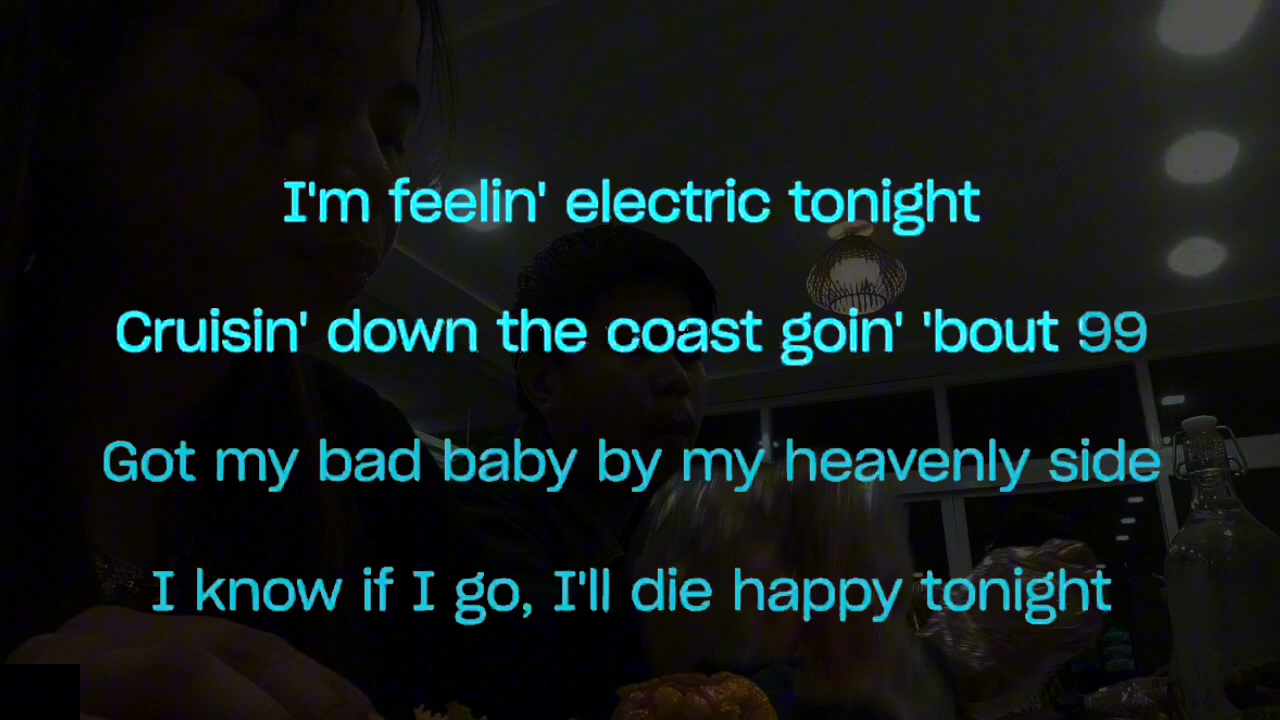 I'm feelin' electric tonight
Cruisin' down the coast goin' 'bout 99
Got my bad baby by my heavenly side
I know if I go, I'll die happy tonight